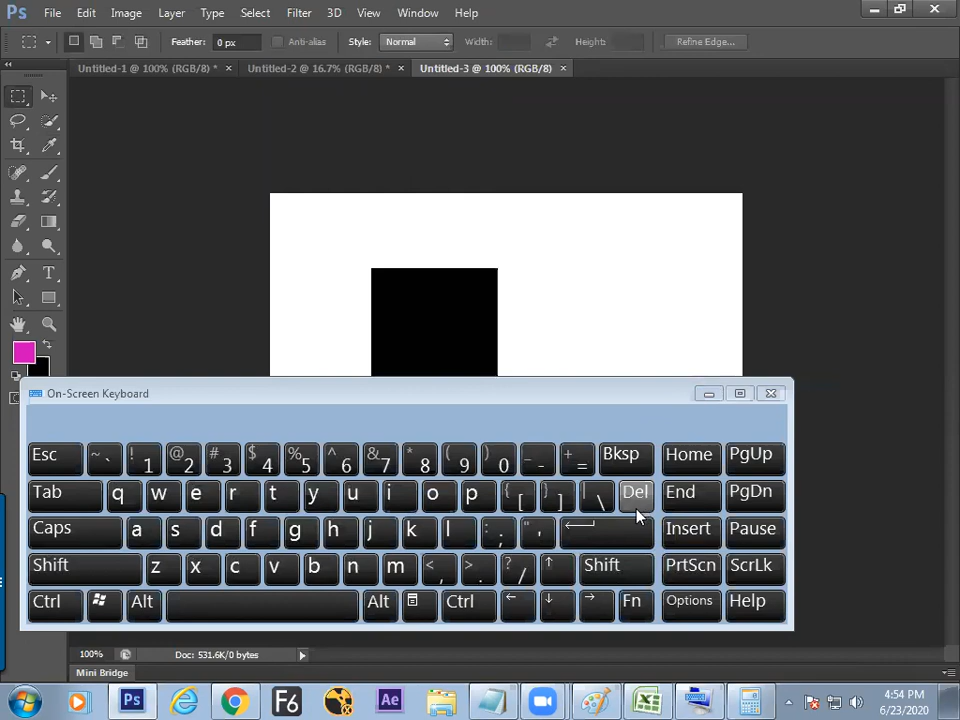 Ps File Edit Image Layer Type Select Filter 3D View Window Help
Feather: 0 px Anti-alias Style: Normal Width: Height: Refine Edge...
Untitled-1 @ 100% (RGB/8) * × Untitled-2 @ 16.7% (RGB/8) * × Untitled-3 @ 100% (RGB/8) ×
T
On-Screen Keyboard
Esc ~ ` ! 1 @ 2 # 3 $ 4 % 5 ^ 6 & 7 * 8 ( 9 ) 0 _ - + = Bksp Home PgUp
Tab q w e r t y u i o p { [ } ] | \ Del End PgDn
Caps a s d f g h j k l : ; " ' Insert Pause
Shift z x c v b n m < , > . ? / ↑ Shift PrtScn ScrLk
Ctrl Alt Alt Ctrl ← ↓ → Fn Options Help
100% Doc: 531.6K/0 bytes
Mini Bridge
Ps F6 Ae
4:54 PM
6/23/2020